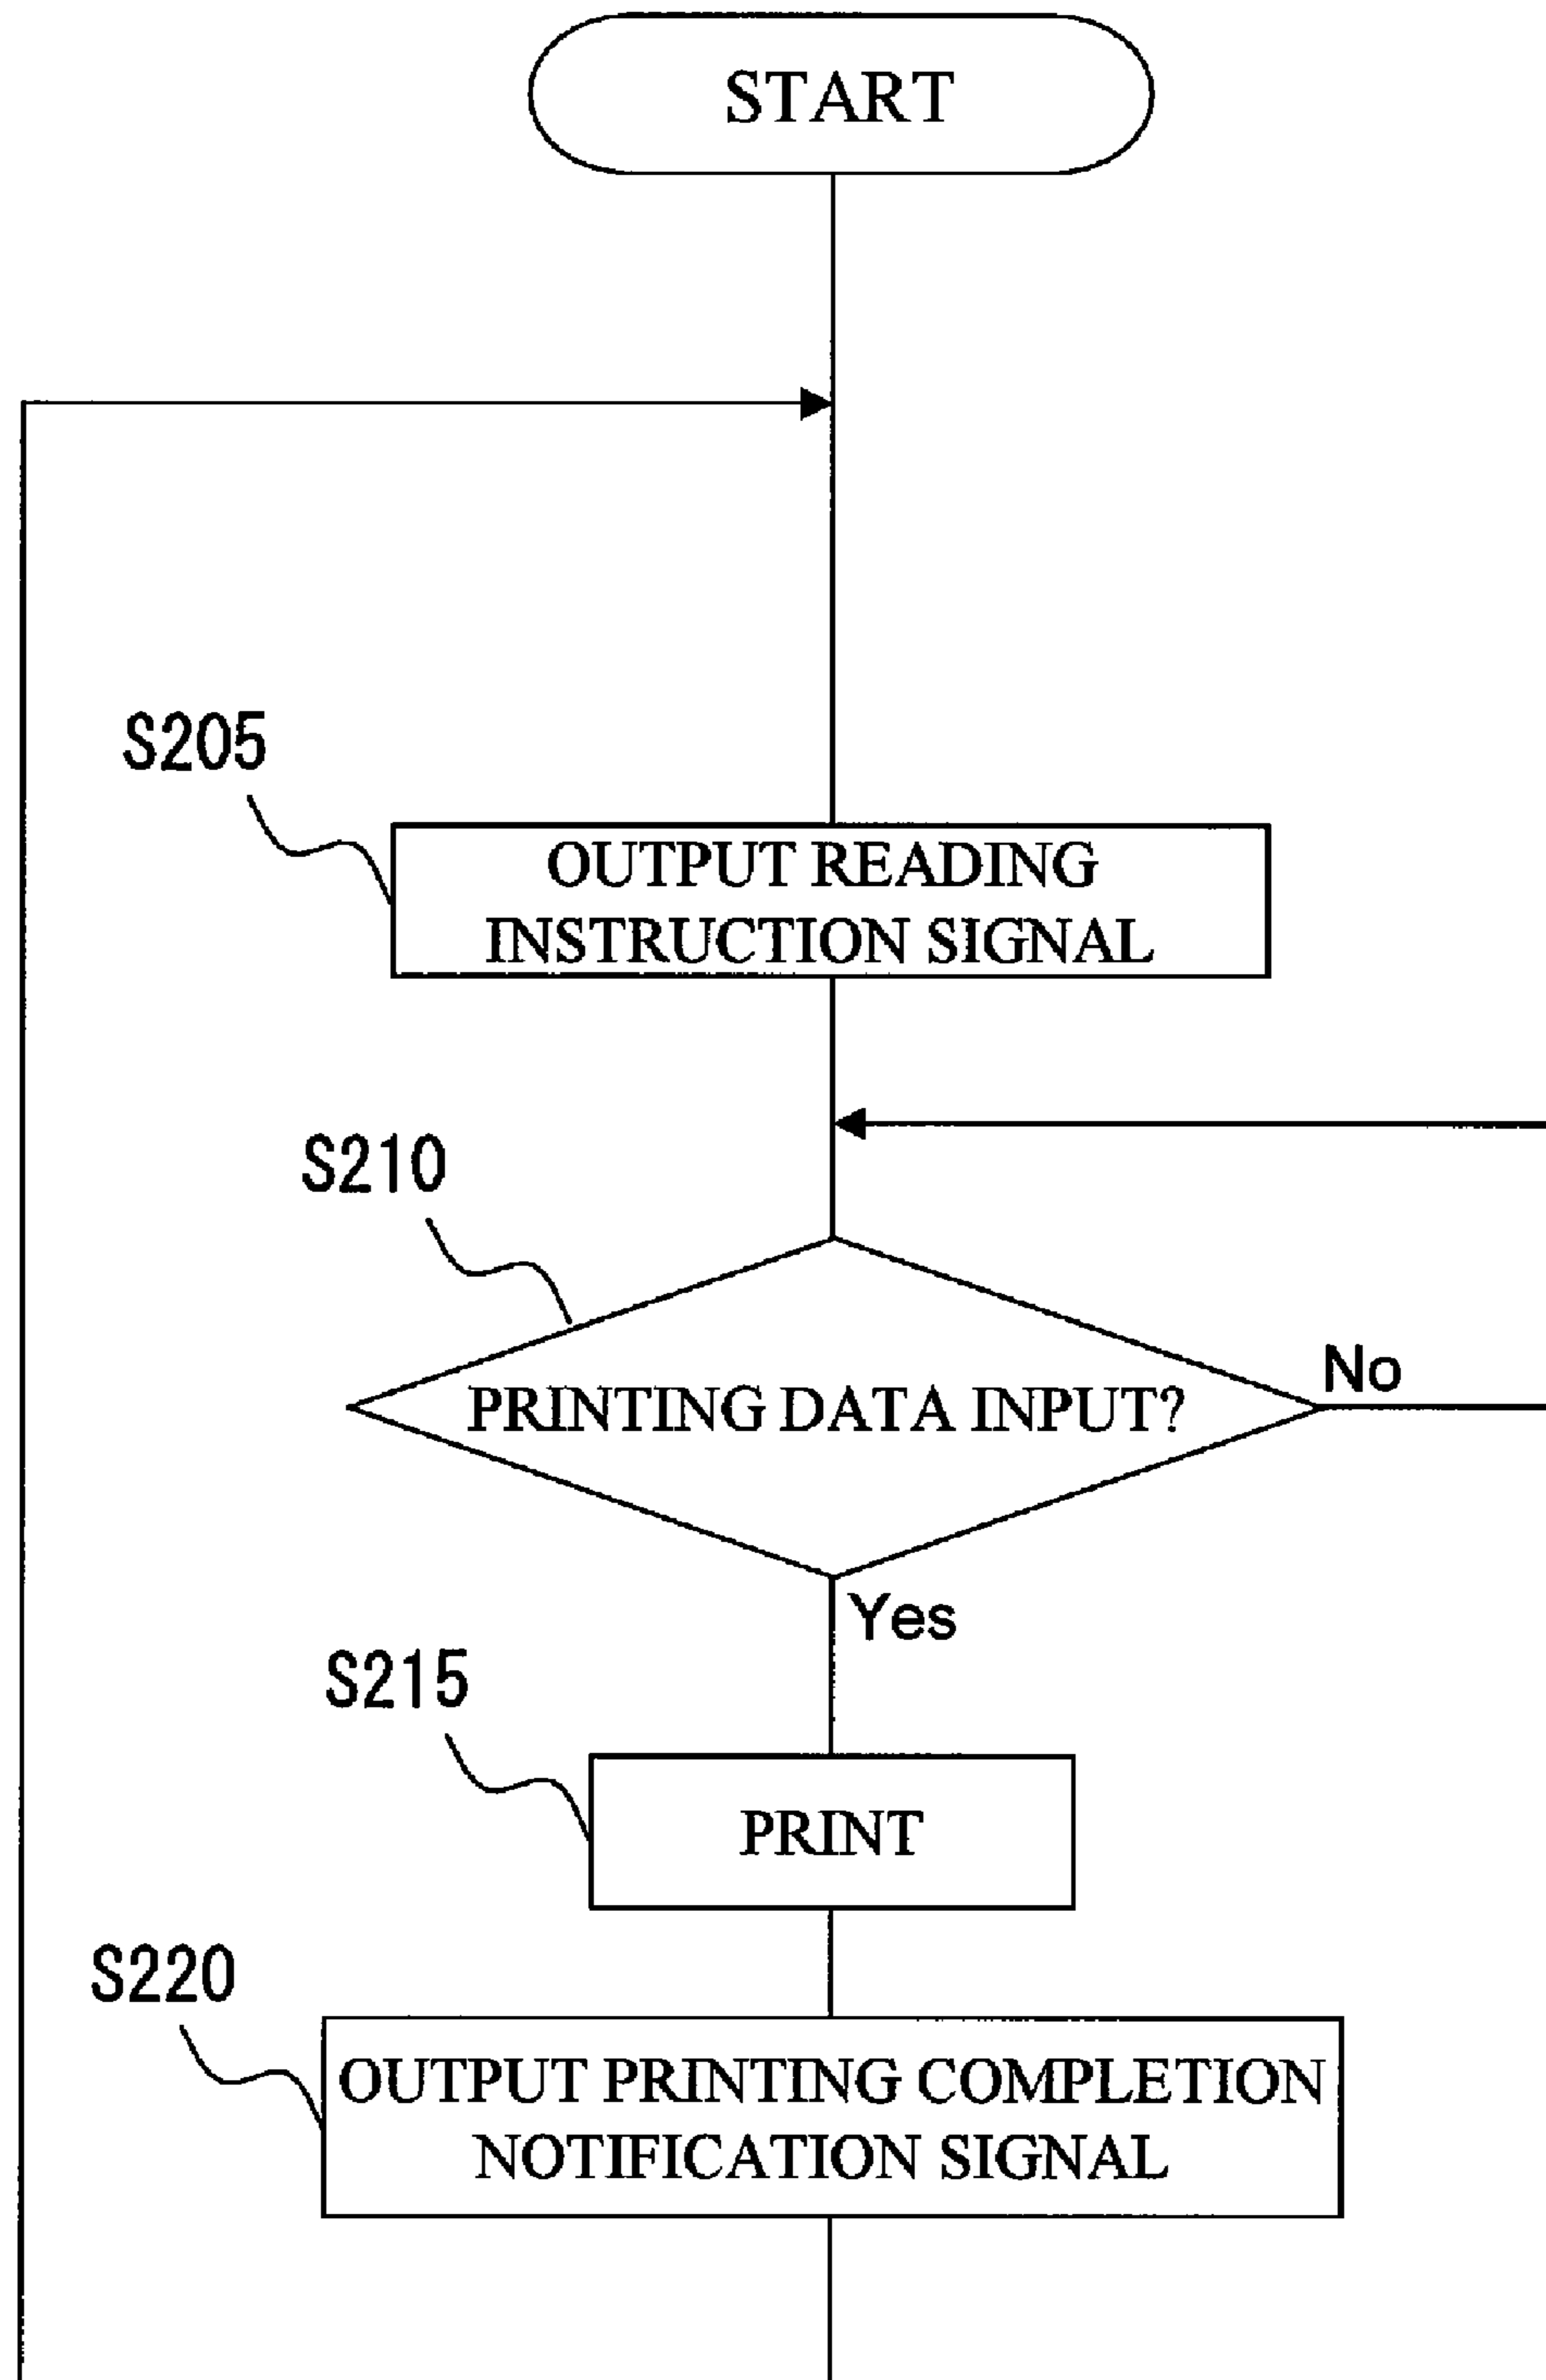 START
S205
OUTPUT READING
INSTRUCTION SIGNAL
S210
No
PRINTING DATA INPUT?
Yes
S215
PRINT
S220
OUTPUT PRINTING COMPLETION
NOTIFICATION SIGNAL